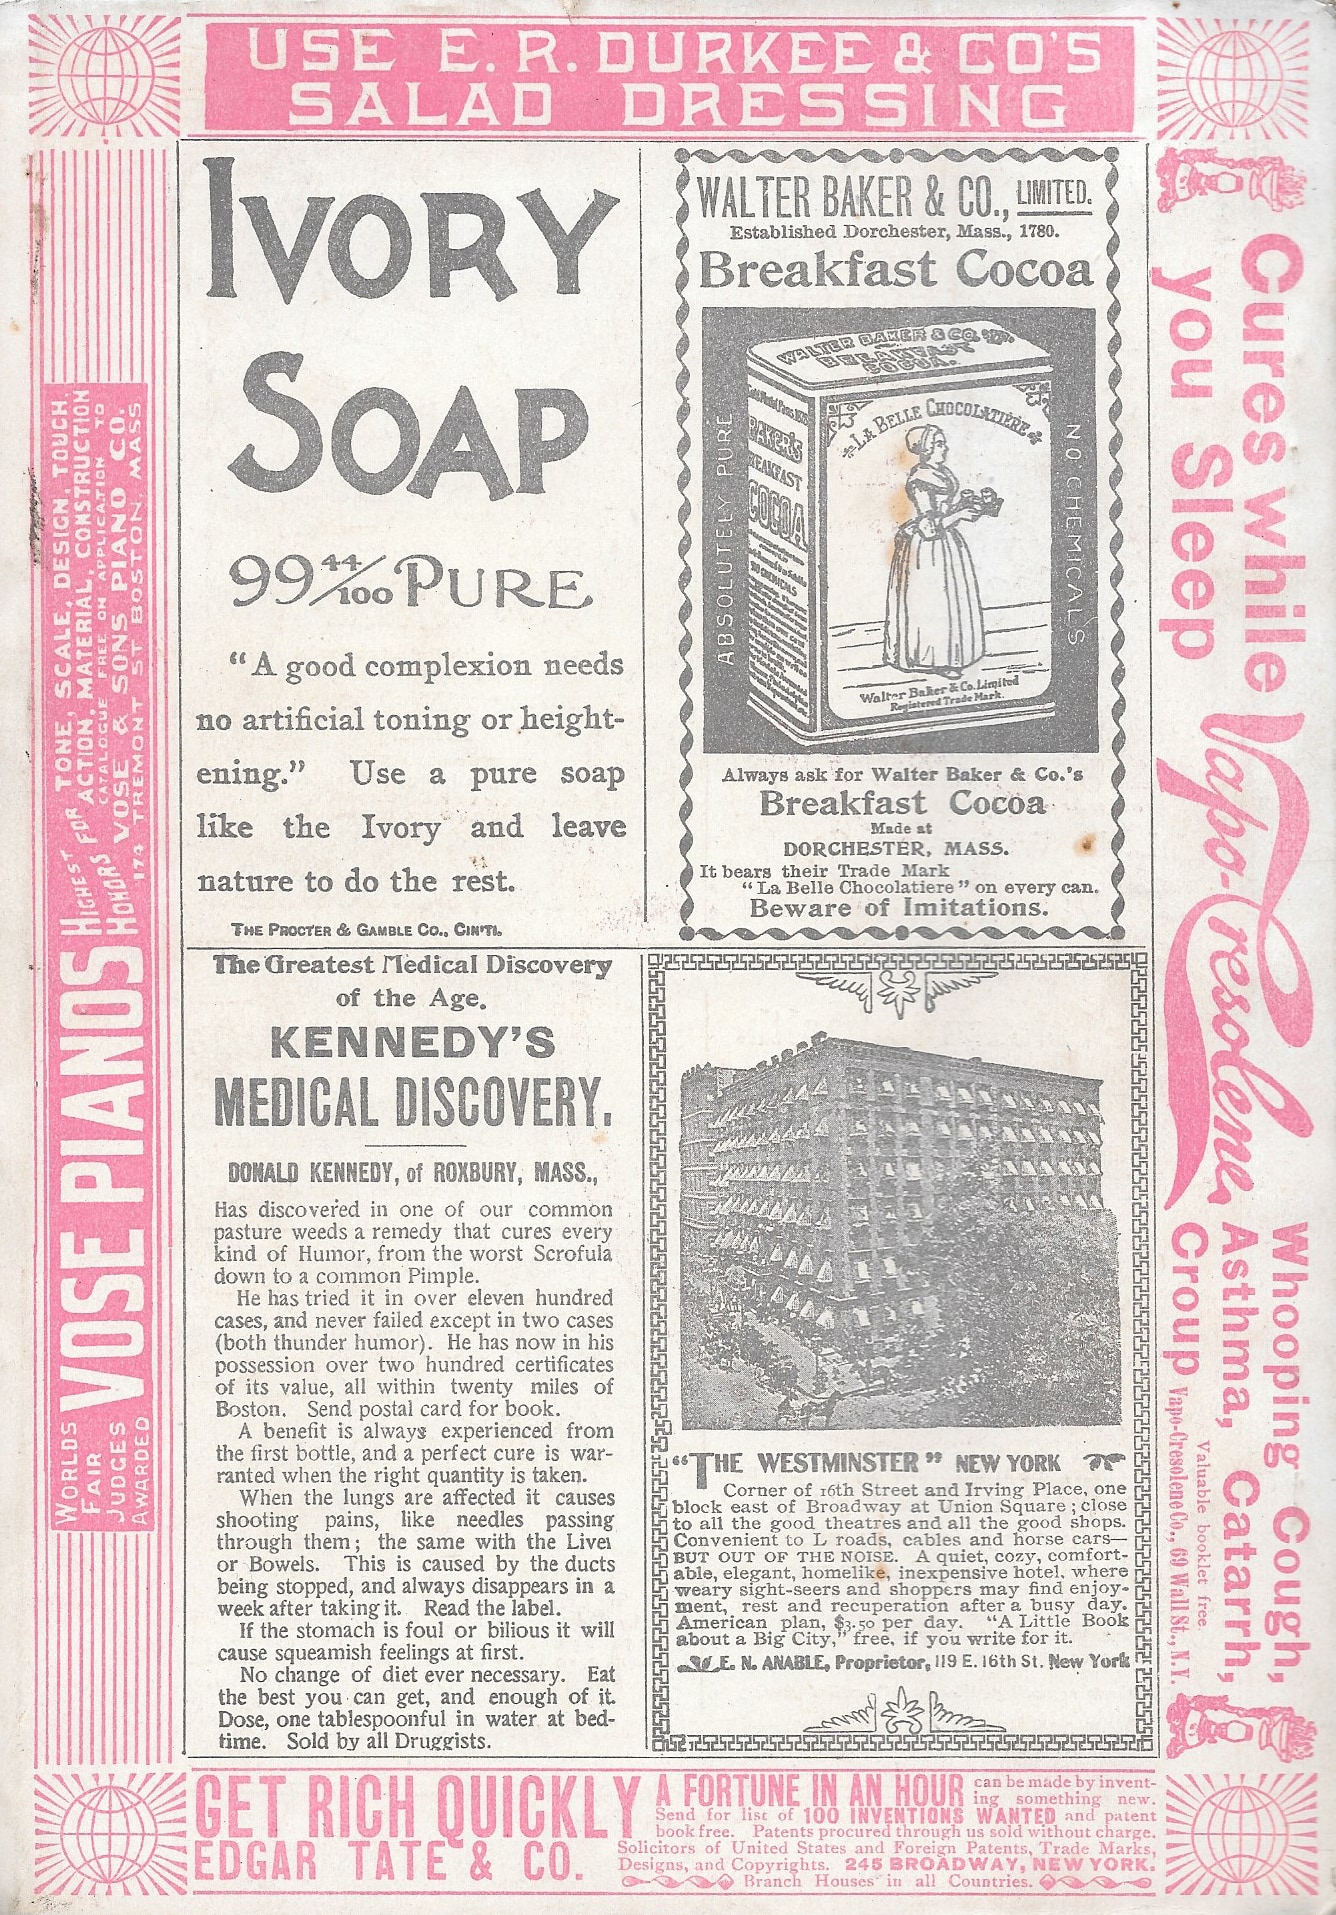 USE E. R. DURKEE & CO'S
SALAD DRESSING
IVORY
SOAP
99 44/100 PURE
"A good complexion needs
no artificial toning or height-
ening." Use a pure soap
like the Ivory and leave
nature to do the rest.
THE PROCTER & GAMBLE CO., CIN'TI.
WALTER BAKER & CO., LIMITED.
Established Dorchester, Mass., 1780.
Breakfast Cocoa
WALTER BAKER & CO. LTD.
BREAKFAST
COCOA.
BAKER'S
BREAKFAST
COCOA
NO CHEMICALS
LA BELLE CHOCOLATIÈRE
Walter Baker & Co. Limited
Registered Trade Mark.
ABSOLUTELY PURE
NO CHEMICALS
Always ask for Walter Baker & Co.'s
Breakfast Cocoa
Made at
DORCHESTER, MASS.
It bears their Trade Mark
"La Belle Chocolatiere" on every can.
Beware of Imitations.
The Greatest Medical Discovery
of the Age.
KENNEDY'S
MEDICAL DISCOVERY.
DONALD KENNEDY, of ROXBURY, MASS.,
Has discovered in one of our common
pasture weeds a remedy that cures every
kind of Humor, from the worst Scrofula
down to a common Pimple.
He has tried it in over eleven hundred
cases, and never failed except in two cases
(both thunder humor). He has now in his
possession over two hundred certificates
of its value, all within twenty miles of
Boston. Send postal card for book.
A benefit is always experienced from
the first bottle, and a perfect cure is war-
ranted when the right quantity is taken.
When the lungs are affected it causes
shooting pains, like needles passing
through them; the same with the Liver
or Bowels. This is caused by the ducts
being stopped, and always disappears in a
week after taking it. Read the label.
If the stomach is foul or bilious it will
cause squeamish feelings at first.
No change of diet ever necessary. Eat
the best you can get, and enough of it.
Dose, one tablespoonful in water at bed-
time. Sold by all Druggists.
"THE WESTMINSTER" NEW YORK
Corner of 16th Street and Irving Place, one
block east of Broadway at Union Square; close
to all the good theatres and all the good shops.
Convenient to L roads, cables and horse cars—
BUT OUT OF THE NOISE. A quiet, cozy, comfort-
able, elegant, homelike, inexpensive hotel, where
weary sight-seers and shoppers may find enjoy-
ment, rest and recuperation after a busy day.
American plan, $3.50 per day. "A Little Book
about a Big City," free, if you write for it.
E. N. ANABLE, Proprietor, 119 E. 16th St. New York
WORLDS
FAIR
JUDGES
AWARDED
VOSE PIANOS
HIGHEST
HONORS FOR
TONE, SCALE, DESIGN, TOUCH,
ACTION, MATERIAL, CONSTRUCTION
CATALOGUE FREE ON APPLICATION TO
VOSE & SONS PIANO CO.
174 TREMONT ST BOSTON, MASS.
Cures while
you Sleep
Vapo-Cresolene
Whooping Cough,
Asthma, Catarrh,
Croup
Valuable booklet free.
Vapo-Cresolene Co., 69 Wall St., N. Y.
GET RICH QUICKLY
EDGAR TATE & CO.
A FORTUNE IN AN HOUR can be made by invent-
ing something new.
Send for list of 100 INVENTIONS WANTED and patent
book free. Patents procured through us sold without charge.
Solicitors of United States and Foreign Patents, Trade Marks,
Designs, and Copyrights. 245 BROADWAY, NEW YORK.
Branch Houses in all Countries.